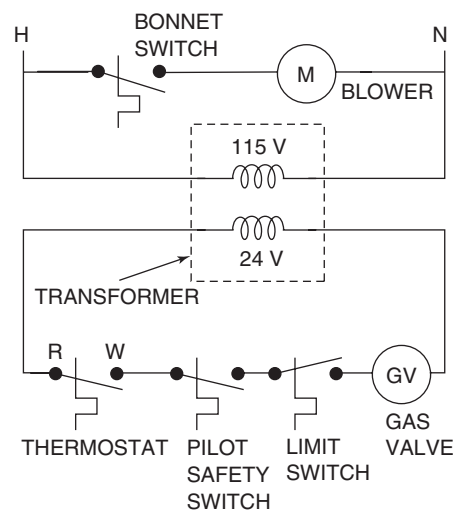 H
BONNET
SWITCH
N
M
BLOWER
115 V
24 V
TRANSFORMER
R
W
GV
THERMOSTAT
PILOT
SAFETY
SWITCH
LIMIT
SWITCH
GAS
VALVE